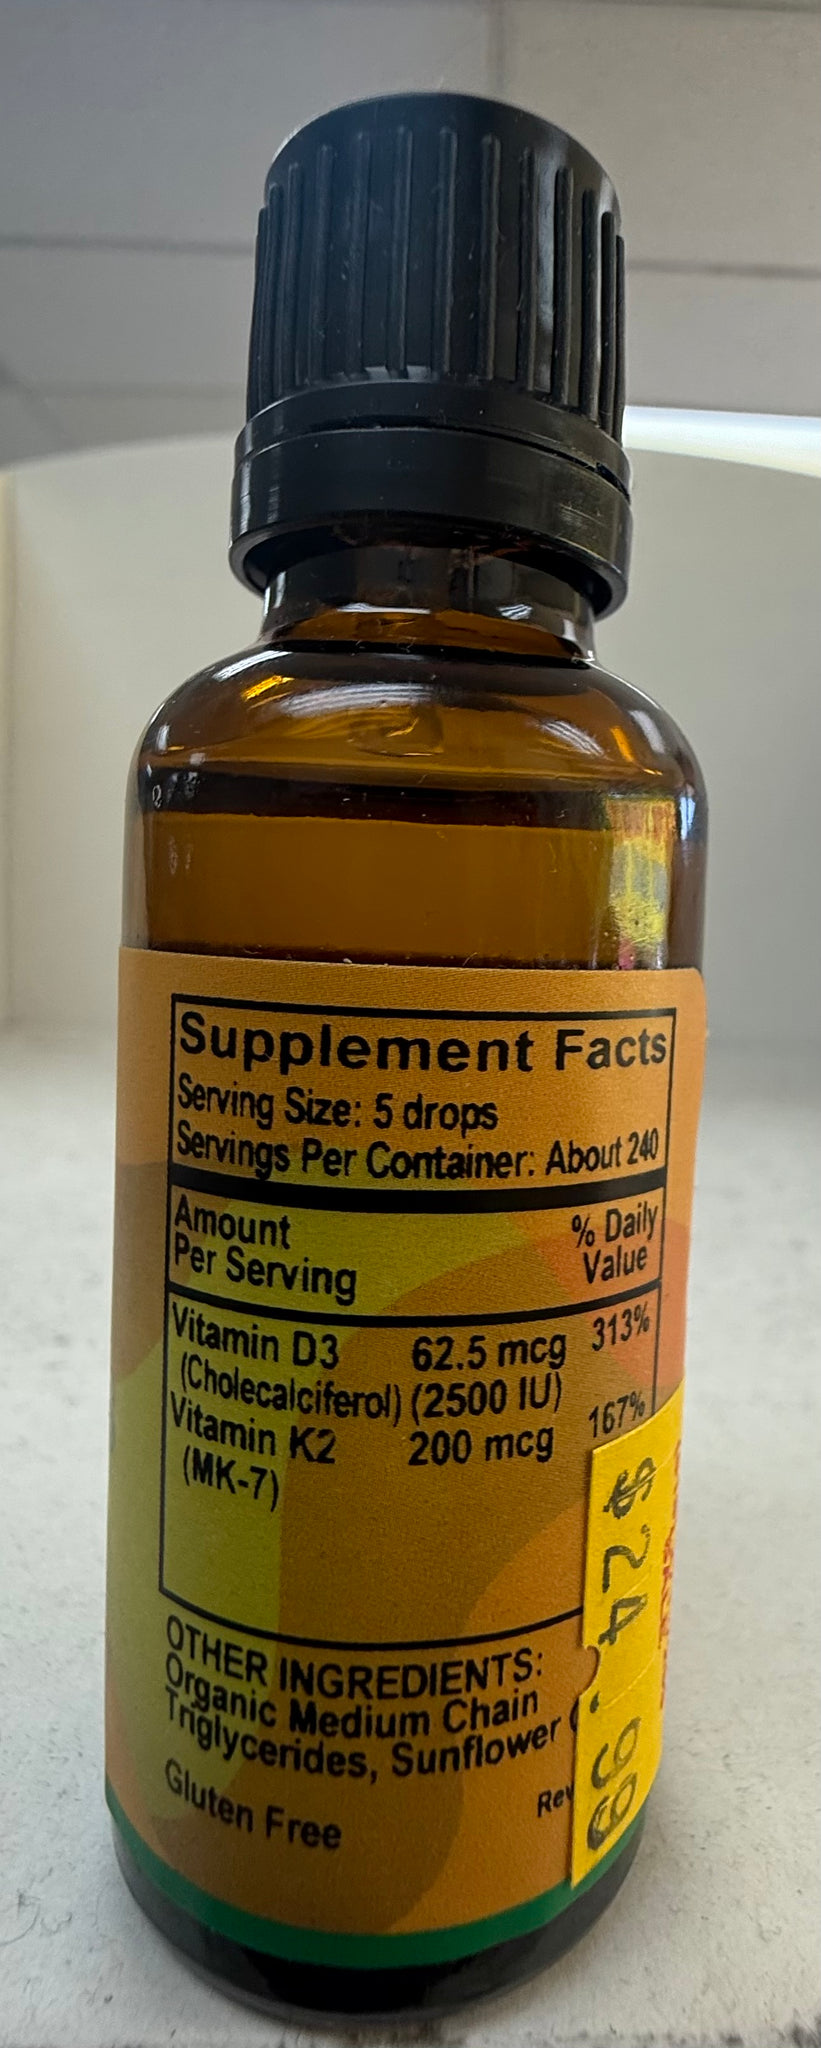 Supplement Facts
Serving Size: 5 drops
Servings Per Container: About 240
Amount
Per Serving
% Daily
Value
Vitamin D3 62.5 mcg 313%
(Cholecalciferol) (2500 IU)
Vitamin K2 200 mcg 167%
(MK-7)
OTHER INGREDIENTS:
Organic Medium Chain
Triglycerides, Sunflower
Gluten Free
Rev
$24.99